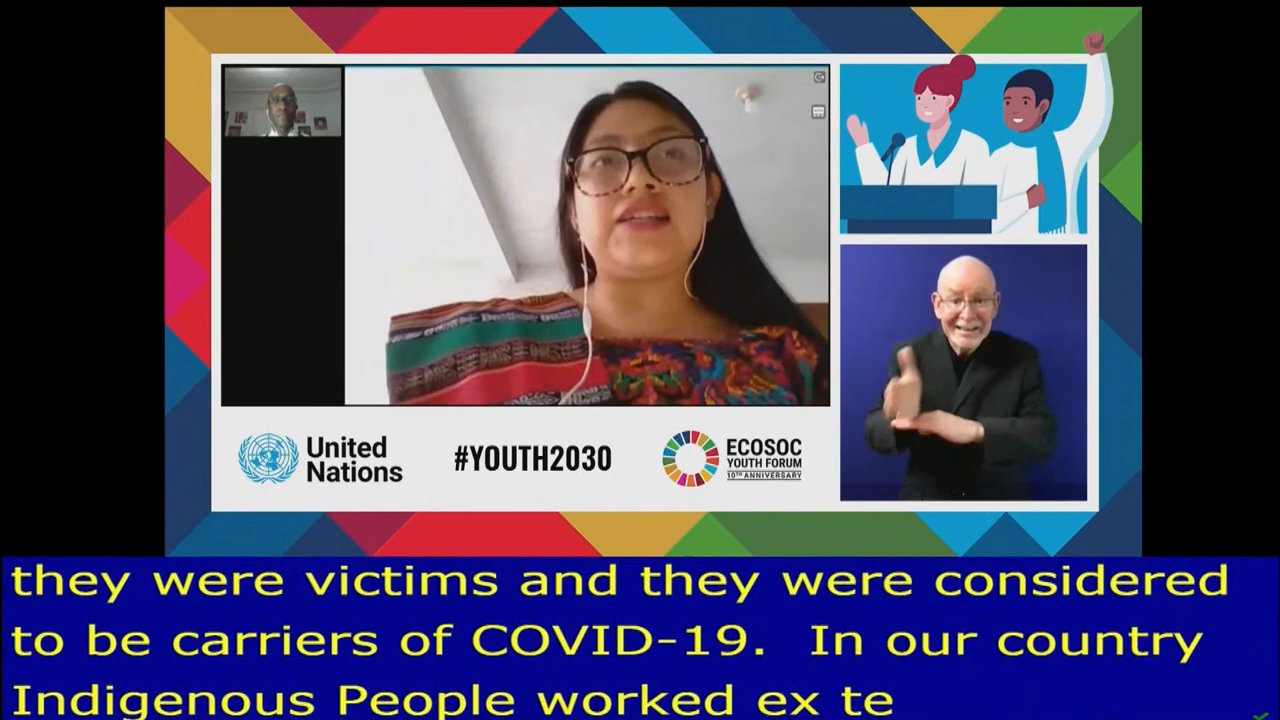 United
Nations
#YOUTH2030
ECOSOC
YOUTH FORUM
10TH ANNIVERSARY
they were victims and they were considered
to be carriers of COVID-19.  In our country
Indigenous People worked ex te